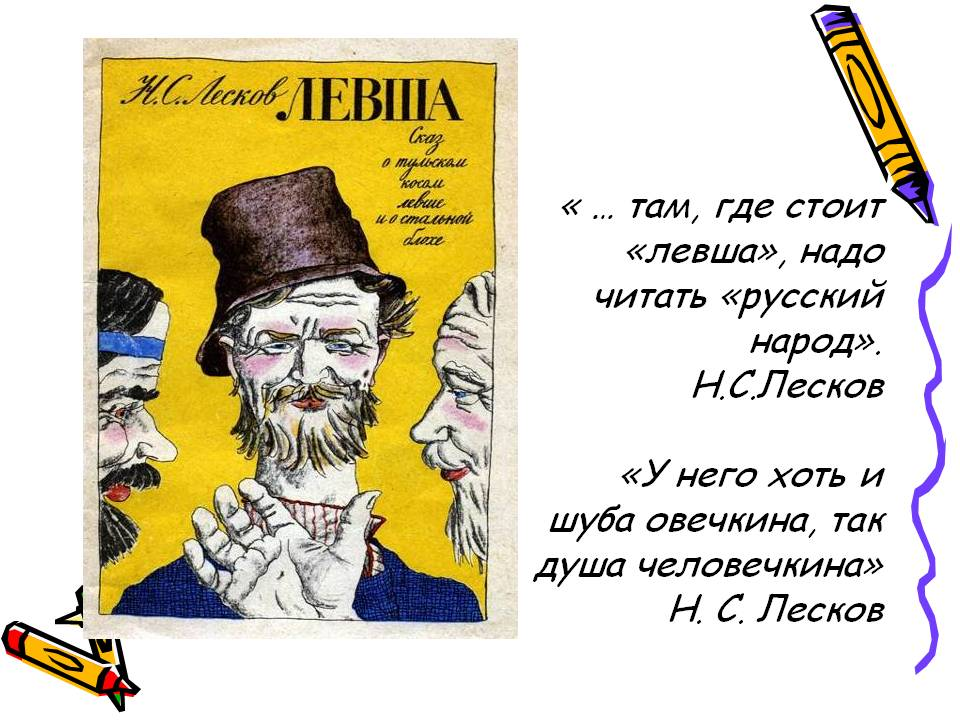 Н.С.Лесков ЛЕВША
Сказ
о тульском
косом
левше
и о стальной
блохе
« ... там, где стоит
«левша», надо
читать «русский
народ».
Н.С.Лесков
«У него хоть и
шуба овечкина, так
душа человечкина»
Н. С. Лесков